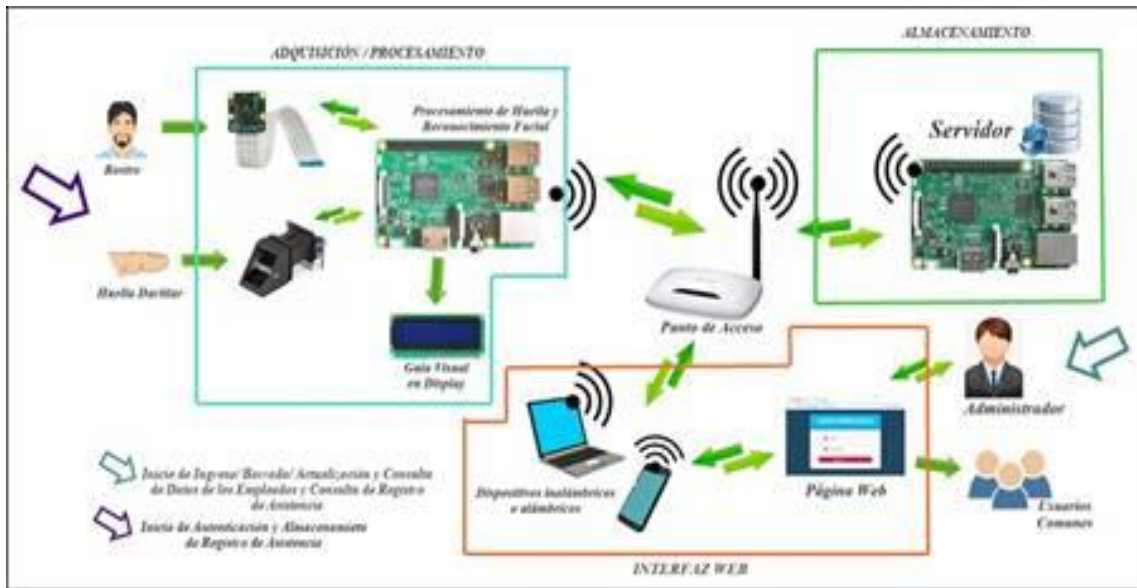 ADQUISICIÓN / PROCESAMIENTO
ALMACENAMIENTO
Procesamiento de Huella y
Reconocimiento Facial
Servidor
Rostro
Huella Dactilar
Punto de Acceso
Guía Visual
en Display
Administrador
Dispositivos inalámbricos
o alámbricos
Página Web
Usuarios
Comunes
Inicio de Ingreso/ Borrado/ Actualización y Consulta
de Datos de los Empleados y Consulta de Registro
de Asistencia
Inicio de Autenticación y Almacenamiento
de Registro de Asistencia
INTERFAZ WEB